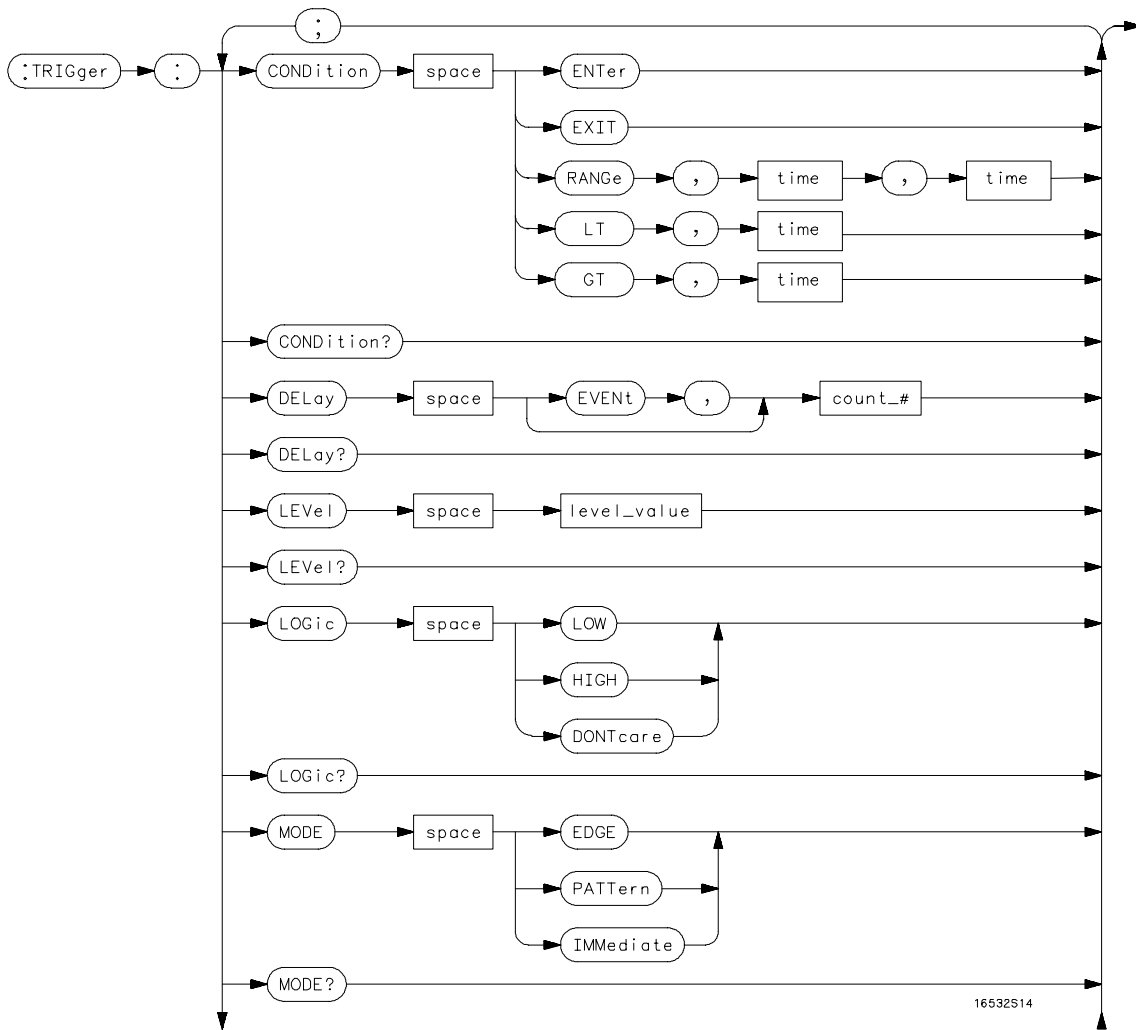 ;
:TRIGger : CONDition space ENTer
EXIT
RANGe , time , time
LT , time
GT , time
CONDition?
DELay space EVENt , count_#
DELay?
LEVel space level_value
LEVel?
LOGic space LOW
HIGH
DONTcare
LOGic?
MODE space EDGE
PATTern
IMMediate
MODE?
16532S14